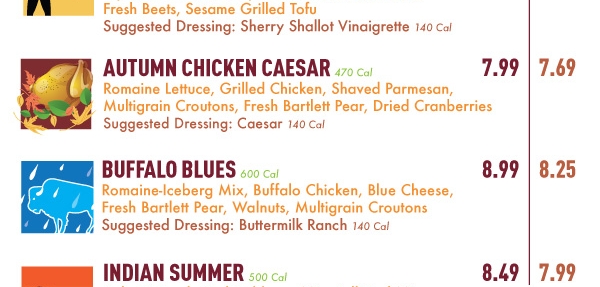 Fresh Beets, Sesame Grilled Tofu
Suggested Dressing: Sherry Shallot Vinaigrette 140 Cal
AUTUMN CHICKEN CAESAR 470 Cal 7.99 7.69
Romaine Lettuce, Grilled Chicken, Shaved Parmesan,
Multigrain Croutons, Fresh Bartlett Pear, Dried Cranberries
Suggested Dressing: Caesar 140 Cal
BUFFALO BLUES 600 Cal 8.99 8.25
Romaine-Iceberg Mix, Buffalo Chicken, Blue Cheese,
Fresh Bartlett Pear, Walnuts, Multigrain Croutons
Suggested Dressing: Buttermilk Ranch 140 Cal
INDIAN SUMMER 500 Cal 8.49 7.99